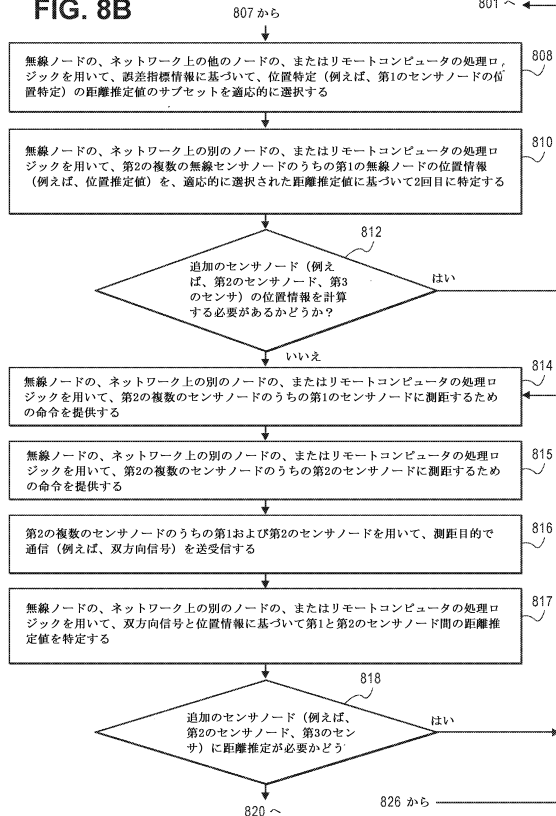 FIG. 8B
807 から
801 へ
無線ノードの、ネットワーク上の他のノードの、またはリモートコンピュータの処理ロ
ジックを用いて、誤差指標情報に基づいて、位置特定（例えば、第1のセンサノードの位
置特定）の距離推定値のサブセットを適応的に選択する
808
無線ノードの、ネットワーク上の別のノードの、またはリモートコンピュータの処理ロ
ジックを用いて、第2の複数の無線センサノードのうちの第1の無線ノードの位置情報
（例えば、位置推定値）を、適応的に選択された距離推定値に基づいて2回目に特定する
810
812
追加のセンサノード（例え
ば、第2のセンサノード、第3
のセンサ）の位置情報を計算
する必要があるかどうか？
はい
いいえ
無線ノードの、ネットワーク上の別のノードの、またはリモートコンピュータの処理ロ
ジックを用いて、第2の複数のセンサノードのうちの第1のセンサノードに測距するため
の命令を提供する
814
無線ノードの、ネットワーク上の別のノードの、またはリモートコンピュータの処理ロ
ジックを用いて、第2の複数のセンサノードのうちの第2のセンサノードに測距するため
の命令を提供する
815
第2の複数のセンサノードのうちの第1および第2のセンサノードを用いて、測距目的で
通信（例えば、双方向信号）を送受信する
816
無線ノードの、ネットワーク上の別のノードの、またはリモートコンピュータの処理ロ
ジックを用いて、双方向信号と位置情報に基づいて第1と第2のセンサノード間の距離推
定値を特定する
817
818
追加のセンサノード（例えば、
第2のセンサノード、第3のセン
サ）に距離推定が必要かどう
はい
820 へ
826 から